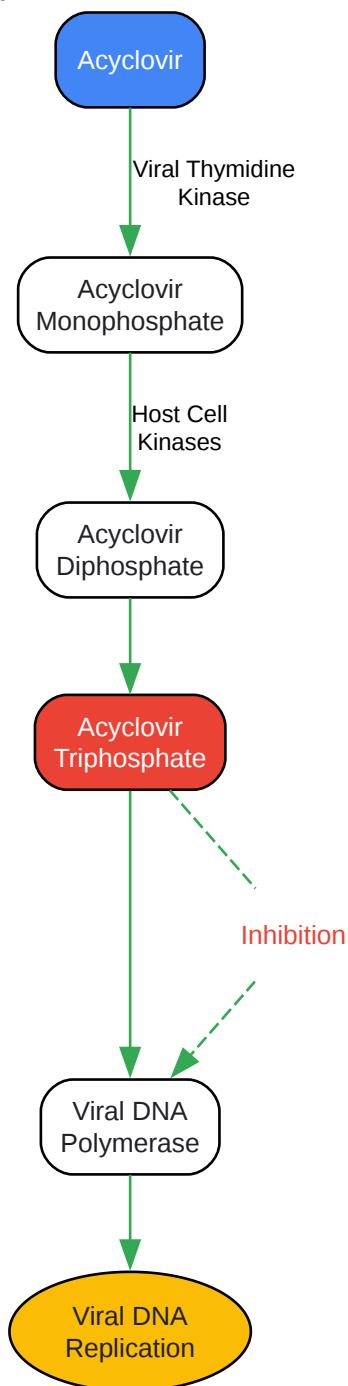 Acyclovir
Viral Thymidine
Kinase
Acyclovir
Monophosphate
Host Cell
Kinases
Acyclovir
Diphosphate
Acyclovir
Triphosphate
Inhibition
Viral DNA
Polymerase
Viral DNA
Replication